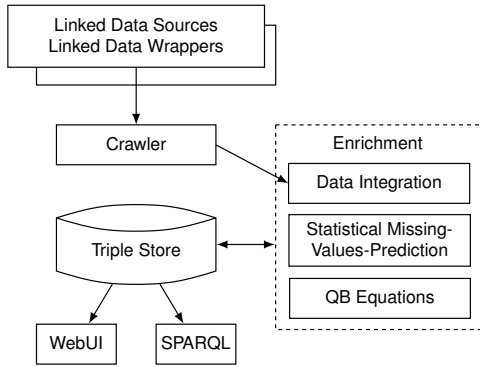 Linked Data Sources
Linked Data Wrappers
Crawler
Enrichment
Data Integration
Triple Store
Statistical Missing-
Values-Prediction
QB Equations
WebUI
SPARQL